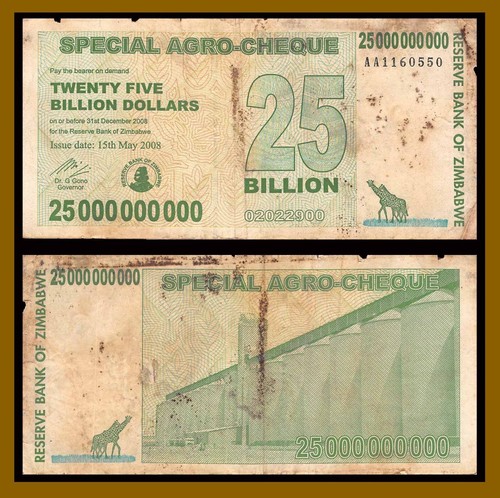 SPECIAL AGRO-CHEQUE
25000000000
AA1160550
Pay the bearer on demand
TWENTY FIVE
BILLION DOLLARS
on or before 31st December 2008
for the Reserve Bank of Zimbabwe.
Issue date: 15th May 2008
Dr. G Gono
Governor
RESERVE BANK OF ZIMBABWE
25
BILLION
25000000000
02022900
RESERVE BANK OF ZIMBABWE
25000000000
SPECIAL AGRO-CHEQUE
RESERVE BANK OF ZIMBABWE
25000000000